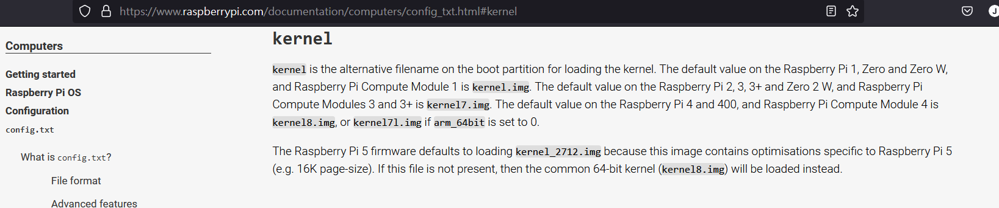 https://www.raspberrypi.com/documentation/computers/config_txt.html#kernel
J
Computers
Getting started
Raspberry Pi OS
Configuration
config.txt
What is config.txt?
File format
Advanced features
kernel
kernel is the alternative filename on the boot partition for loading the kernel. The default value on the Raspberry Pi 1, Zero and Zero W,
and Raspberry Pi Compute Module 1 is kernel.img. The default value on the Raspberry Pi 2, 3, 3+ and Zero 2 W, and Raspberry Pi
Compute Modules 3 and 3+ is kernel7.img. The default value on the Raspberry Pi 4 and 400, and Raspberry Pi Compute Module 4 is
kernel8.img, or kernel7l.img if arm_64bit is set to 0.
The Raspberry Pi 5 firmware defaults to loading kernel_2712.img because this image contains optimisations specific to Raspberry Pi 5
(e.g. 16K page-size). If this file is not present, then the common 64-bit kernel (kernel8.img) will be loaded instead.